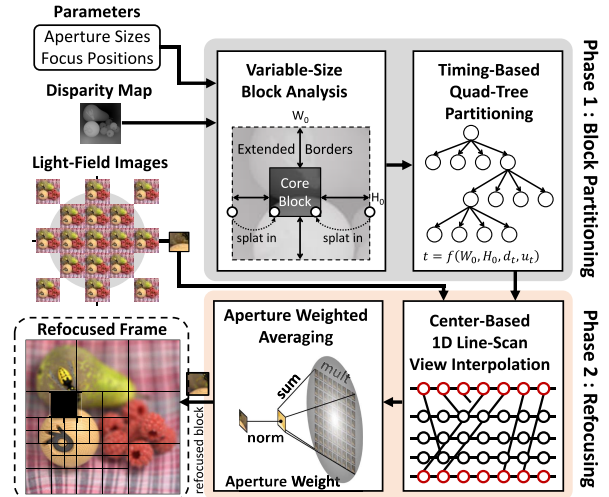 Parameters
Aperture Sizes
Focus Positions
Disparity Map
Light-Field Images
Variable-Size
Block Analysis
W₀
Extended Borders
Core
Block
H₀
splat in splat in
Timing-Based
Quad-Tree
Partitioning
t = f(W₀, H₀, dₜ, uₜ)
Phase 1 : Block Partitioning
Refocused Frame
refocused block
Aperture Weighted
Averaging
mult
sum
norm
Aperture Weight
Center-Based
1D Line-Scan
View Interpolation
Phase 2 : Refocusing